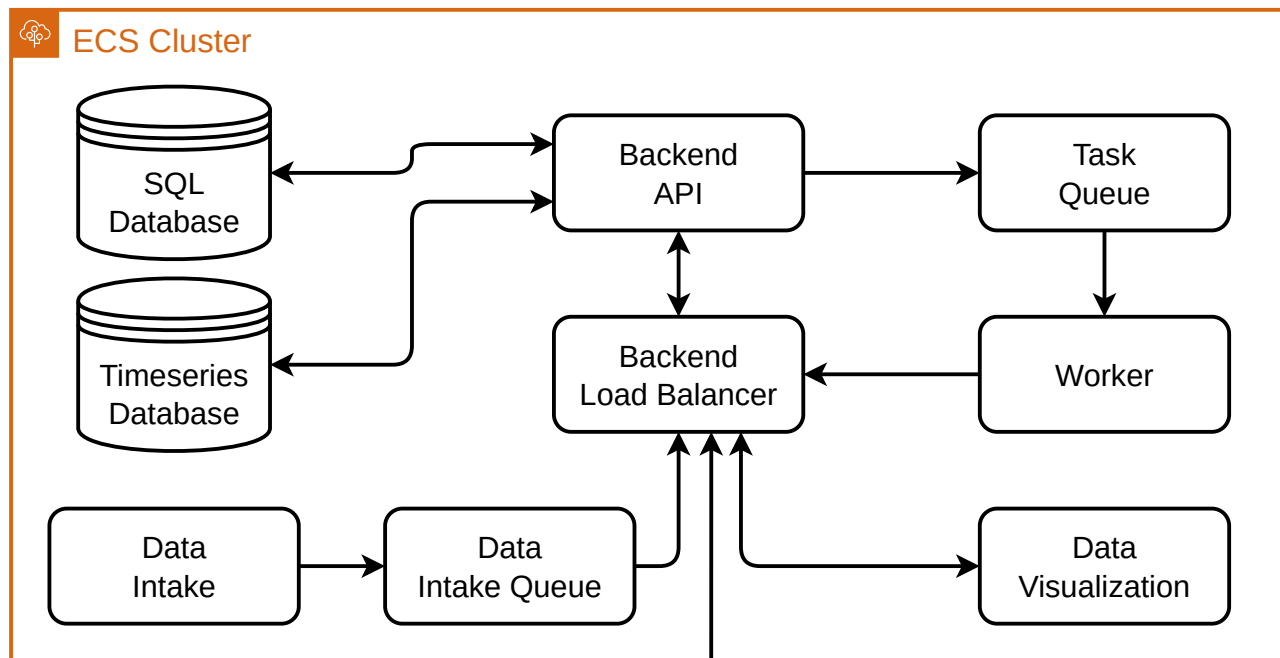 ECS Cluster
SQL
Database
Backend
API
Task
Queue
Timeseries
Database
Backend
Load Balancer
Worker
Data
Intake
Data
Intake Queue
Data
Visualization